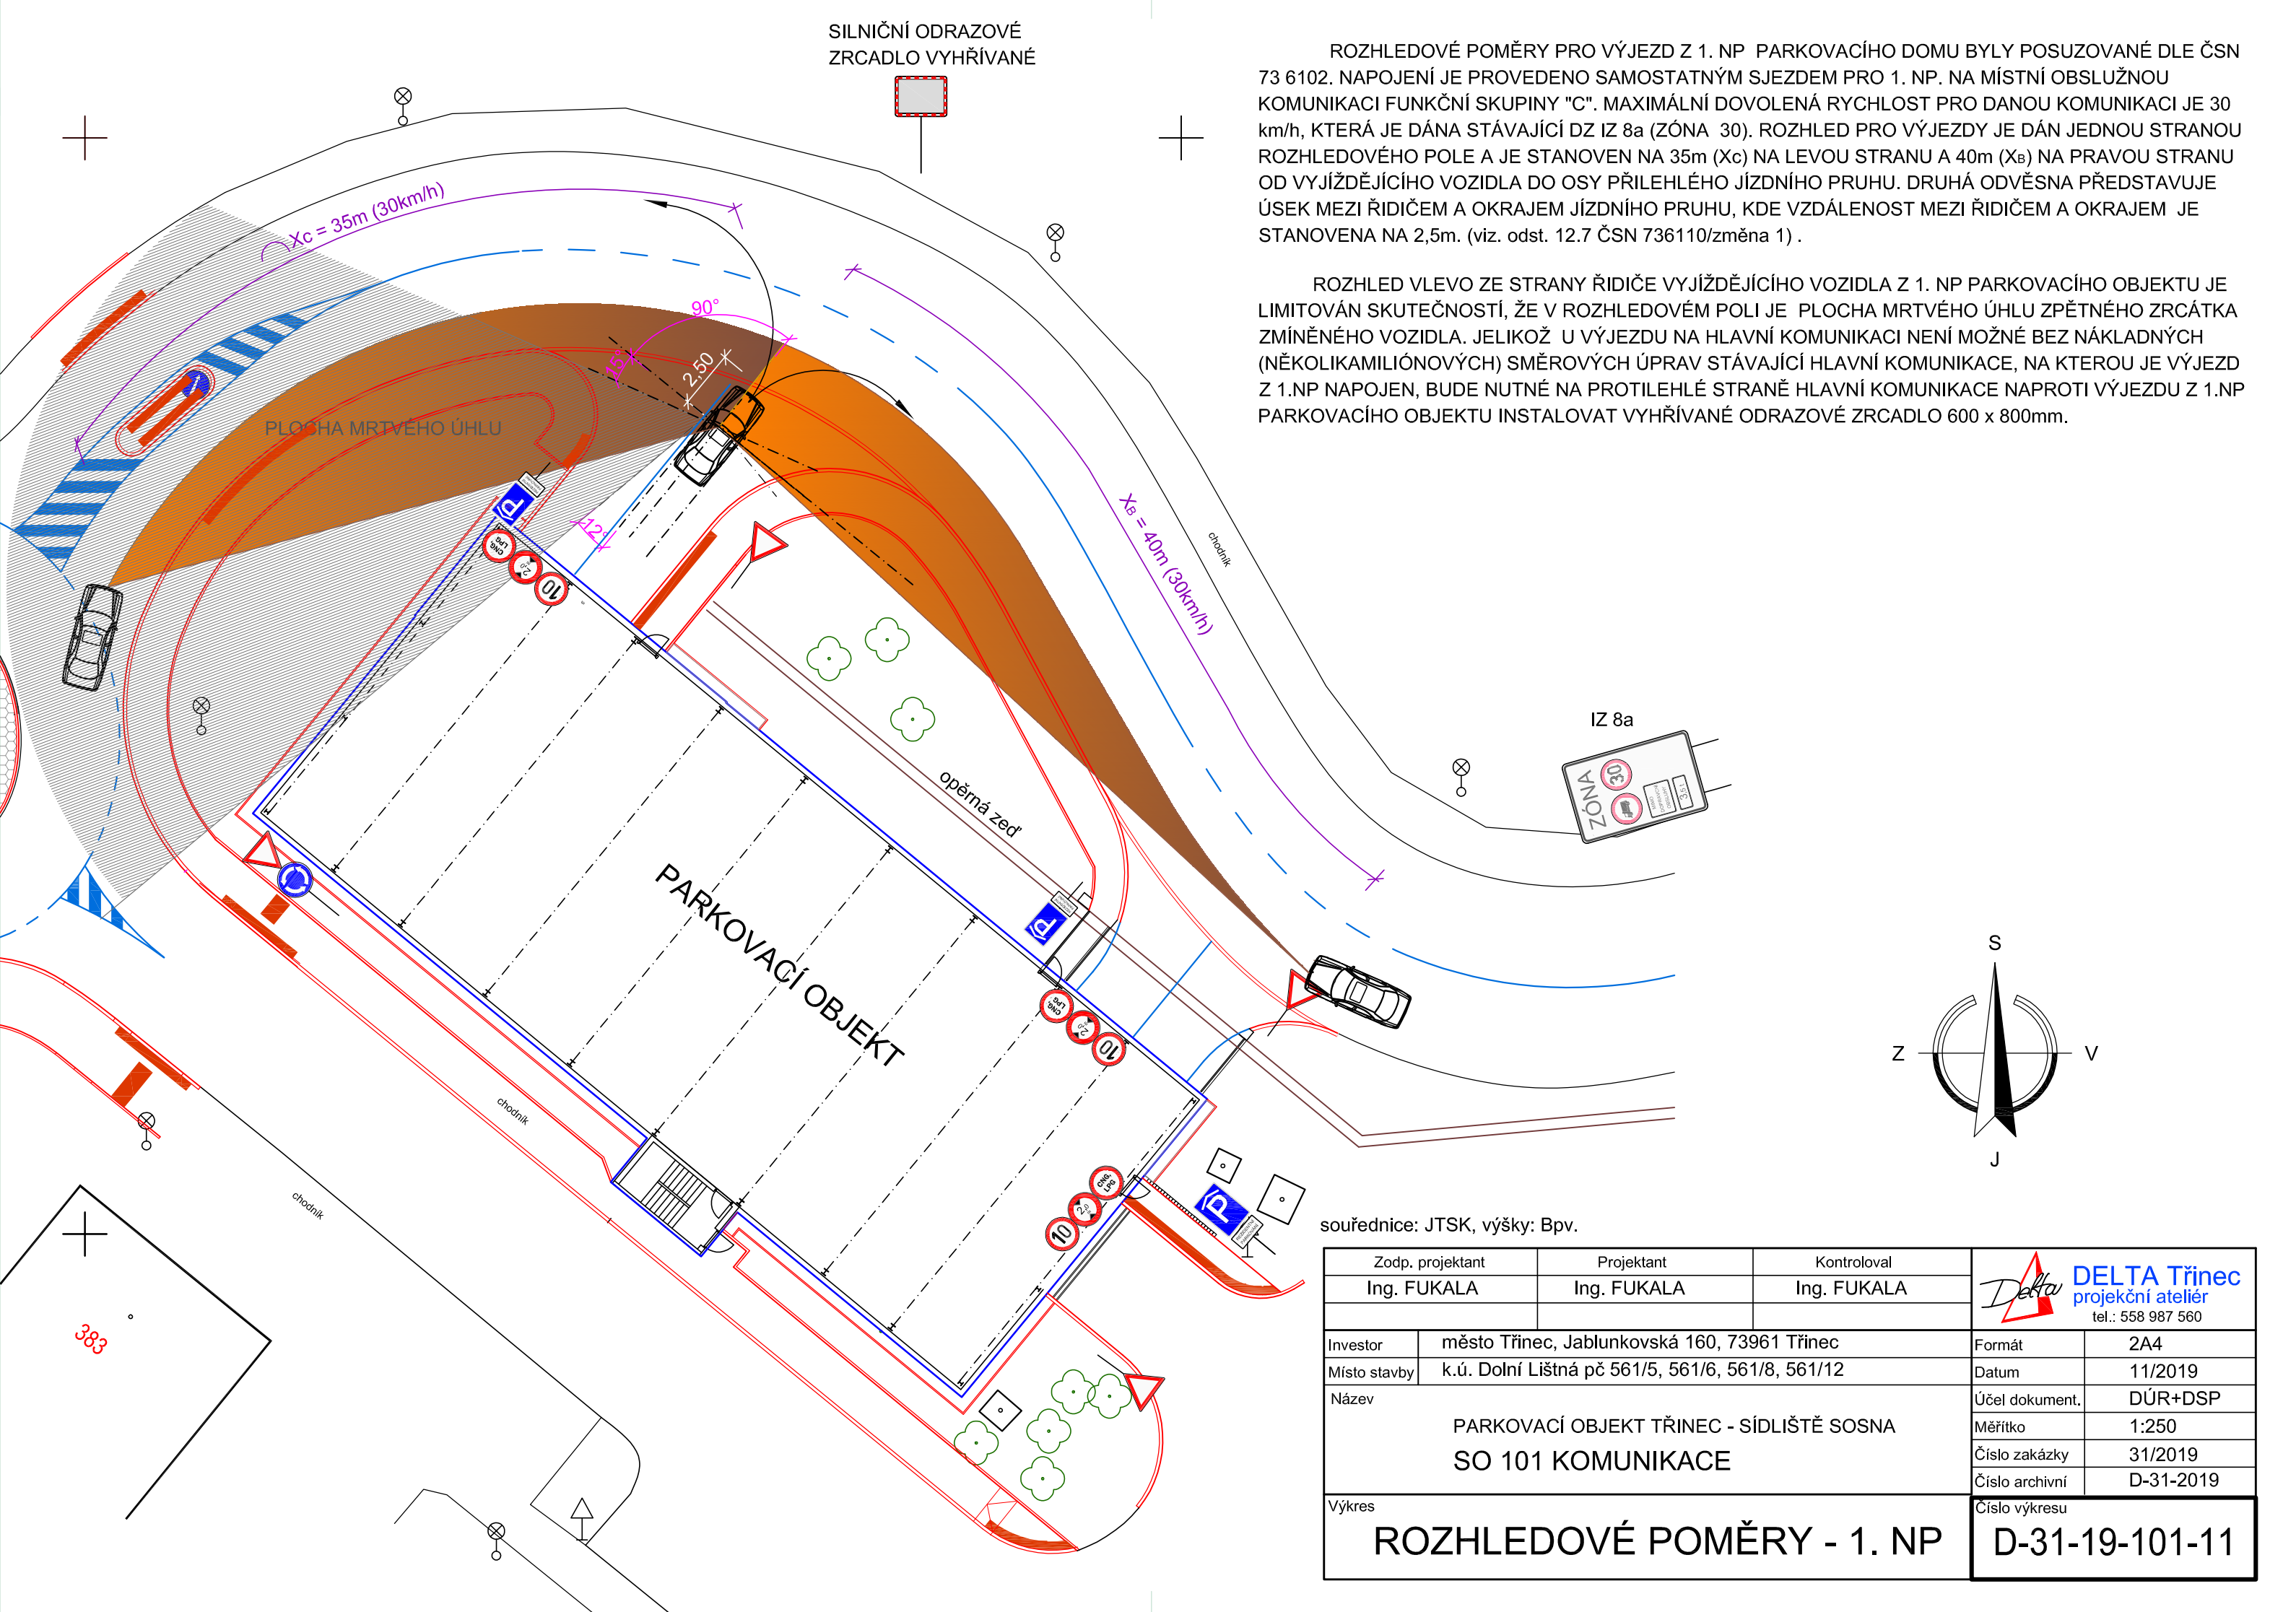 SILNIČNÍ ODRAZOVÉ
ZRCADLO VYHŘÍVANÉ
ROZHLEDOVÉ POMĚRY PRO VÝJEZD Z 1. NP PARKOVACÍHO DOMU BYLY POSUZOVANÉ DLE ČSN
73 6102. NAPOJENÍ JE PROVEDENO SAMOSTATNÝM SJEZDEM PRO 1. NP. NA MÍSTNÍ OBSLUŽNOU
KOMUNIKACI FUNKČNÍ SKUPINY "C". MAXIMÁLNÍ DOVOLENÁ RYCHLOST PRO DANOU KOMUNIKACI JE 30
km/h, KTERÁ JE DÁNA STÁVAJÍCÍ DZ IZ 8a (ZÓNA 30). ROZHLED PRO VÝJEZDY JE DÁN JEDNOU STRANOU
ROZHLEDOVÉHO POLE A JE STANOVEN NA 35m (Xc) NA LEVOU STRANU A 40m (XB) NA PRAVOU STRANU
OD VYJÍŽDĚJÍCÍHO VOZIDLA DO OSY PŘILEHLÉHO JÍZDNÍHO PRUHU. DRUHÁ ODVĚSNA PŘEDSTAVUJE
ÚSEK MEZI ŘIDIČEM A OKRAJEM JÍZDNÍHO PRUHU, KDE VZDÁLENOST MEZI ŘIDIČEM A OKRAJEM JE
STANOVENA NA 2,5m. (viz. odst. 12.7 ČSN 736110/změna 1) .
ROZHLED VLEVO ZE STRANY ŘIDIČE VYJÍŽDĚJÍCÍHO VOZIDLA Z 1. NP PARKOVACÍHO OBJEKTU JE
LIMITOVÁN SKUTEČNOSTÍ, ŽE V ROZHLEDOVÉM POLI JE PLOCHA MRTVÉHO ÚHLU ZPĚTNÉHO ZRCÁTKA
ZMÍNĚNÉHO VOZIDLA. JELIKOŽ U VÝJEZDU NA HLAVNÍ KOMUNIKACI NENÍ MOŽNÉ BEZ NÁKLADNÝCH
(NĚKOLIKAMILIÓNOVÝCH) SMĚROVÝCH ÚPRAV STÁVAJÍCÍ HLAVNÍ KOMUNIKACE, NA KTEROU JE VÝJEZD
Z 1.NP NAPOJEN, BUDE NUTNÉ NA PROTILEHLÉ STRANĚ HLAVNÍ KOMUNIKACE NAPROTI VÝJEZDU Z 1.NP
PARKOVACÍHO OBJEKTU INSTALOVAT VYHŘÍVANÉ ODRAZOVÉ ZRCADLO 600 x 800mm.
Xc = 35m (30km/h)
90°
2,50
PLOCHA MRTVÉHO ÚHLU
12°
XB = 40m (30km/h)
chodník
P
CNG, LPG
10
IZ 8a
ZÓNA
30
opěrná zeď
PARKOVACÍ OBJEKT
P
CNG, LPG
10
S
Z
V
J
chodník
chodník
P
CNG, LPG
10
383
souřednice: JTSK, výšky: Bpv.
Zodp. projektant
Projektant
Kontroloval
Ing. FUKALA
Ing. FUKALA
Ing. FUKALA
Delta
DELTA Třinec
projekční ateliér
tel.: 558 987 560
Investor
město Třinec, Jablunkovská 160, 73961 Třinec
Místo stavby
k.ú. Dolní Lištná pč 561/5, 561/6, 561/8, 561/12
Formát
2A4
Datum
11/2019
Účel dokument.
DÚR+DSP
Měřítko
1:250
Číslo zakázky
31/2019
Číslo archivní
D-31-2019
Název
PARKOVACÍ OBJEKT TŘINEC - SÍDLIŠTĚ SOSNA
SO 101 KOMUNIKACE
Výkres
ROZHLEDOVÉ POMĚRY - 1. NP
Číslo výkresu
D-31-19-101-11